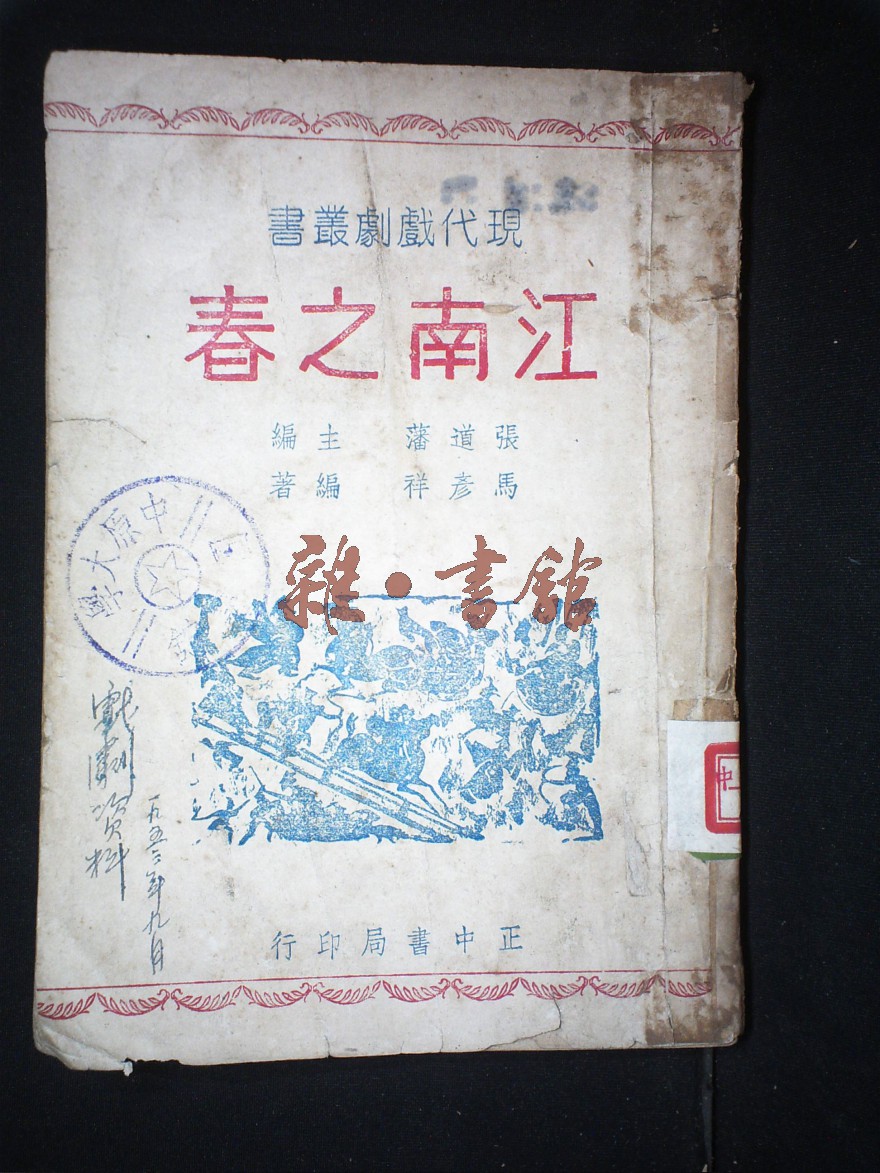 現代戲劇叢書
江南之春
張道藩 主編
馬彥祥 編著
中原大學
雜·書館
戲劇資料
一九五三年九月
正中書局印行
中